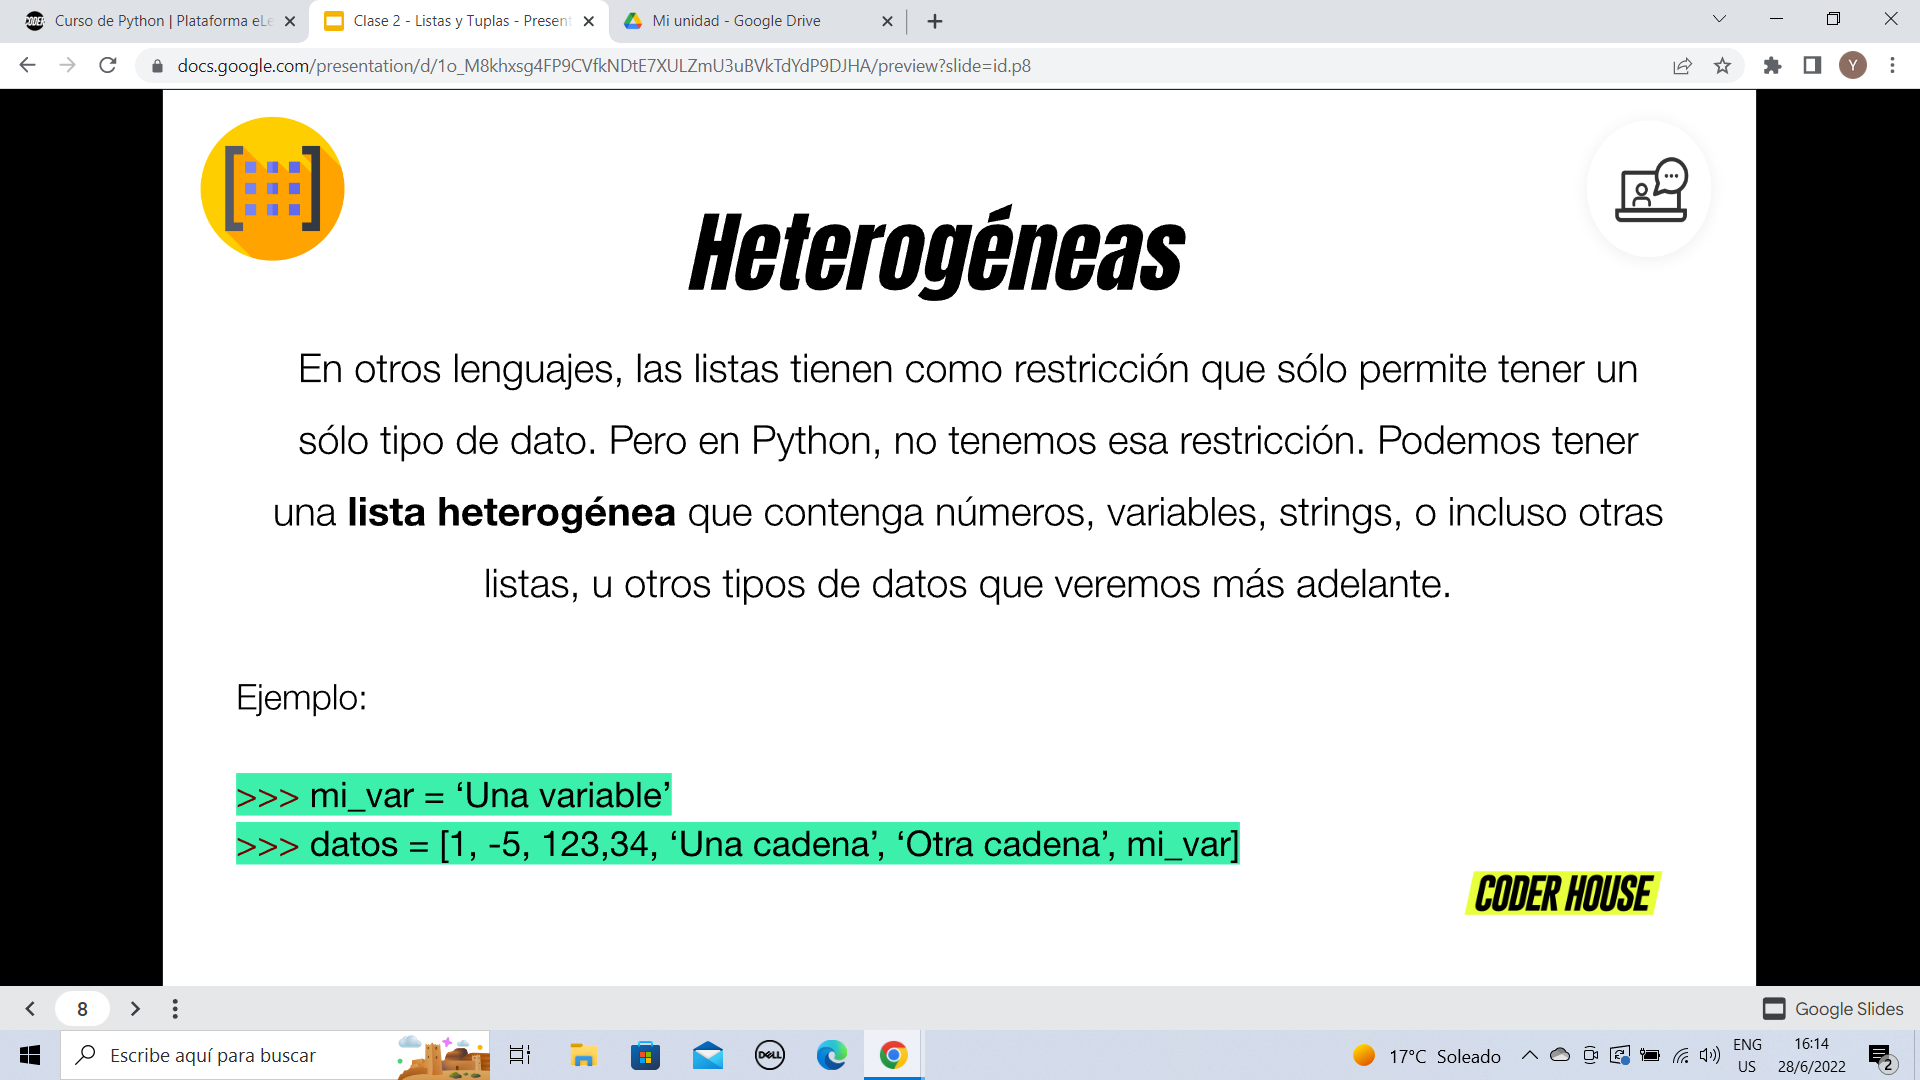 CODER
Curso de Python | Plataforma eLe
Clase 2 - Listas y Tuplas - Present
Mi unidad - Google Drive
docs.google.com/presentation/d/1o_M8khxsg4FP9CVfkNDtE7XULZmU3uBVkTdYdP9DJHA/preview?slide=id.p8
Y
Heterogéneas
En otros lenguajes, las listas tienen como restricción que sólo permite tener un
sólo tipo de dato. Pero en Python, no tenemos esa restricción. Podemos tener
una lista heterogénea que contenga números, variables, strings, o incluso otras
listas, u otros tipos de datos que veremos más adelante.
Ejemplo:
>>> mi_var = ‘Una variable’
>>> datos = [1, -5, 123,34, ‘Una cadena’, ‘Otra cadena’, mi_var]
CODER HOUSE
8
Google Slides
Escribe aquí para buscar
DELL
17°C Soleado
ENG
US
16:14
28/6/2022
2